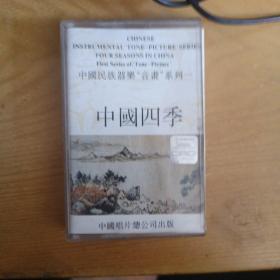 CHINESE
INSTRUMENTAL TONE-PICTURE SERIES
FOUR SEASONS IN CHINA
First Series of "Tone-Picture"
中國民族器樂“音畫”系列一
中國四季
中國唱片總公司出版